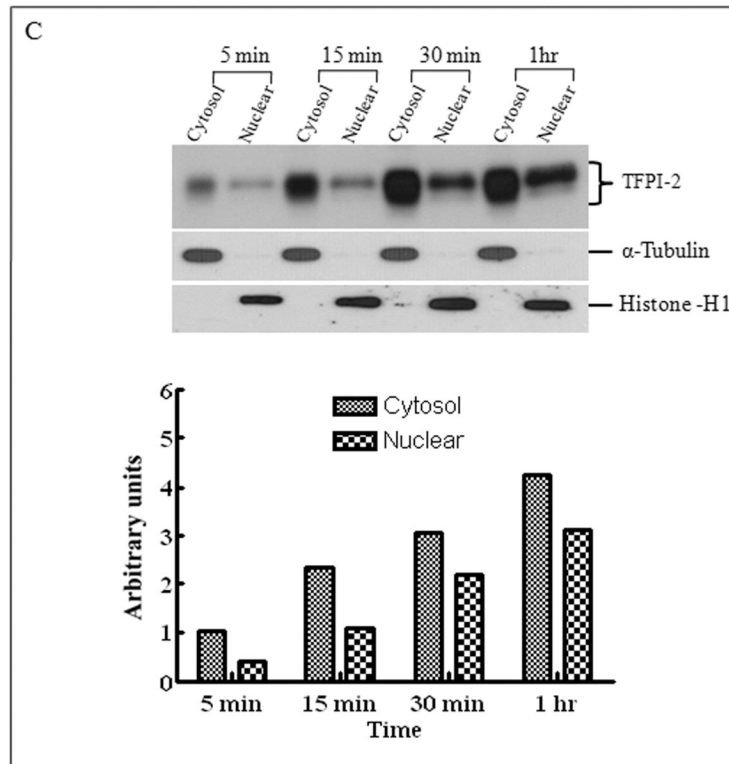 C
5 min 15 min 30 min 1hr
Cytosol Nuclear Cytosol Nuclear Cytosol Nuclear Cytosol Nuclear
TFPI-2
α-Tubulin
Histone -H1
6
5
4
3
2
1
0
Arbitrary units
Cytosol
Nuclear
5 min 15 min 30 min 1 hr
Time